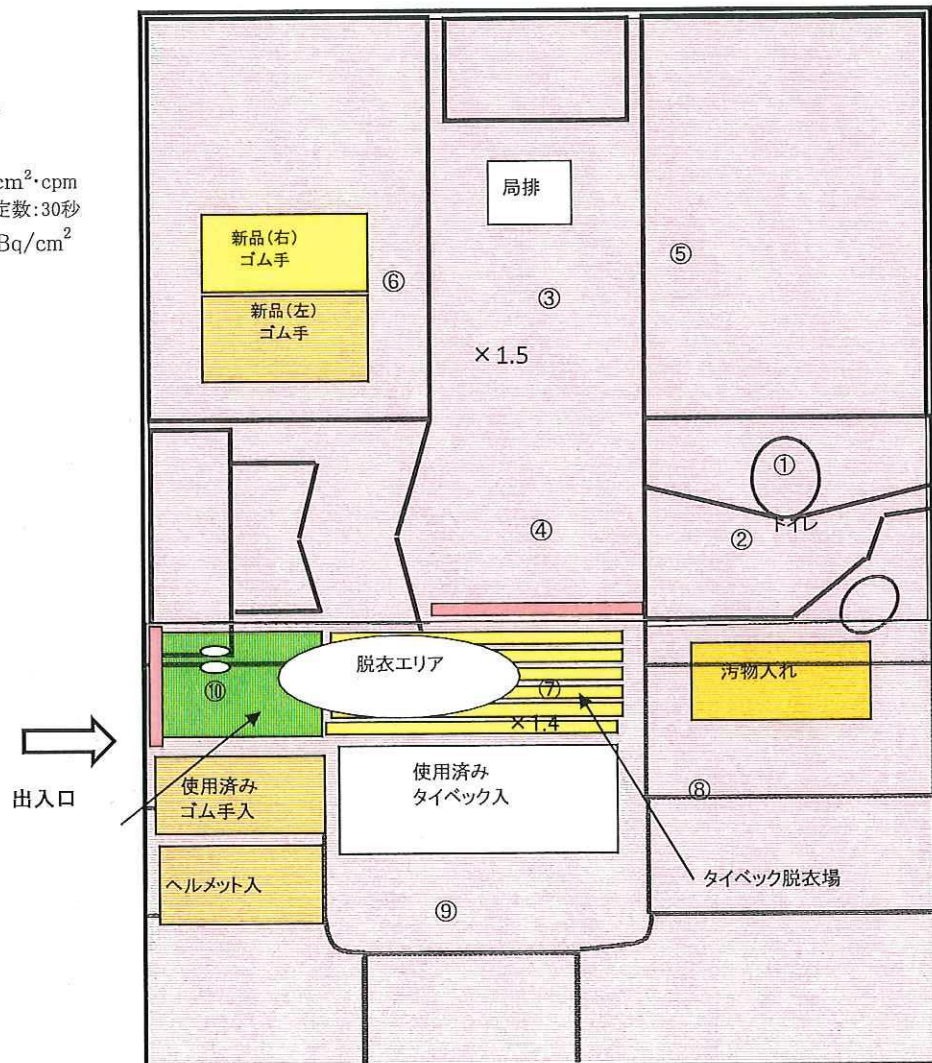 cm²・cpm
定数:30秒
Bq/cm²
局排
新品(右)
ゴム手
⑥
新品(左)
ゴム手
③
⑤
×1.5
①
トイレ
②
④
脱衣エリア
⑩
⑦
×1.4
汚物入れ
出入口
使用済み
ゴム手入
使用済み
タイベック入
⑧
ヘルメット入
タイベック脱衣場
⑨